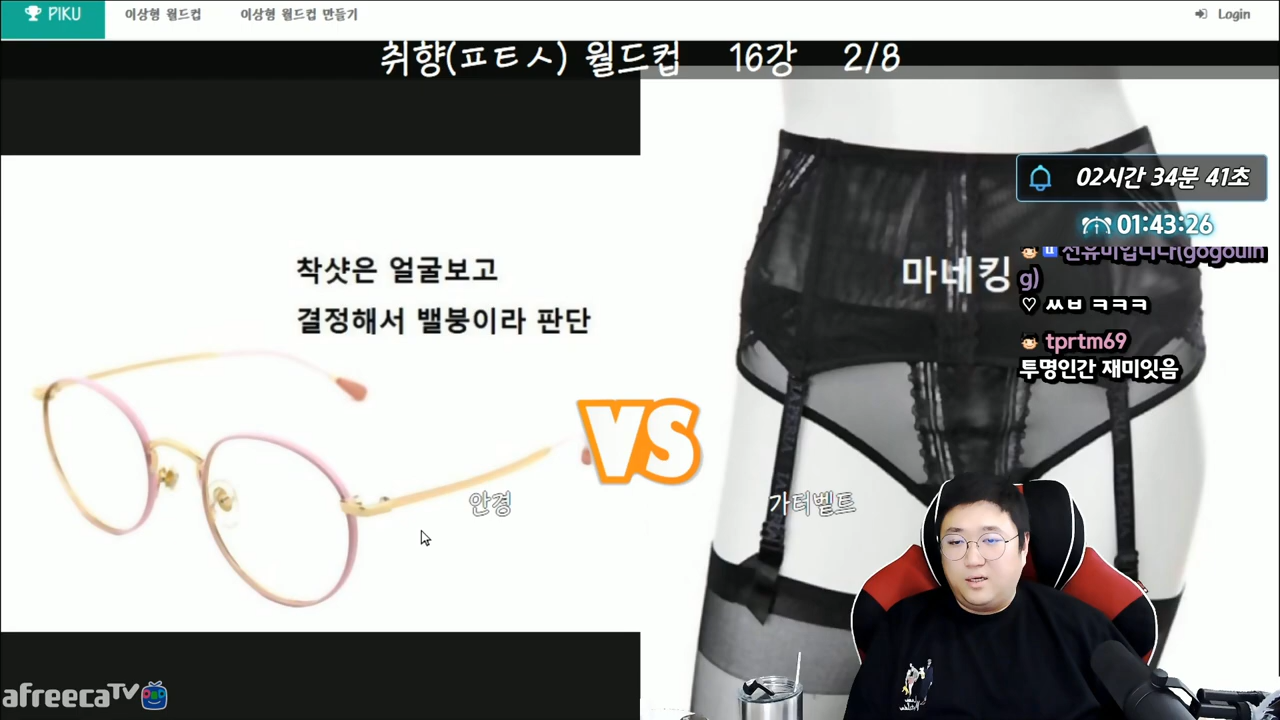 PIKU
이상형 월드컵
이상형 월드컵 만들기
Login
취향(ㅍㅌㅅ) 월드컵 16강 2/8
착샷은 얼굴보고
결정해서 밸붕이라 판단
마네킹
02시간 34분 41초
01:43:26
g)
♡ ㅆㅂ ㅋㅋㅋ
tprtm69
투명인간 재미잇음
VS
안경
가터벨트
LA PERLA
afreecaTV